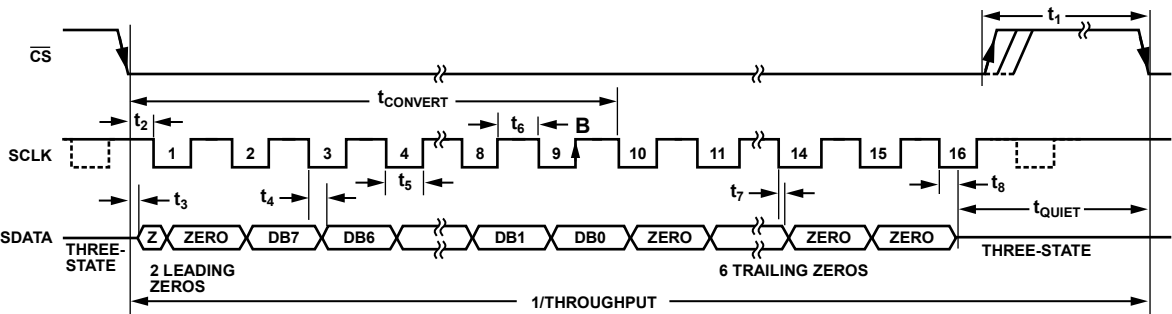 t1
CS
tCONVERT
t2 t6 B
SCLK 1 2 3 4 8 9 10 11 14 15 16
t3 t4 t5 t7 t8
tQUIET
SDATA Z ZERO DB7 DB6 DB1 DB0 ZERO ZERO ZERO
THREE-
STATE
THREE-STATE
2 LEADING
ZEROS
6 TRAILING ZEROS
1/THROUGHPUT